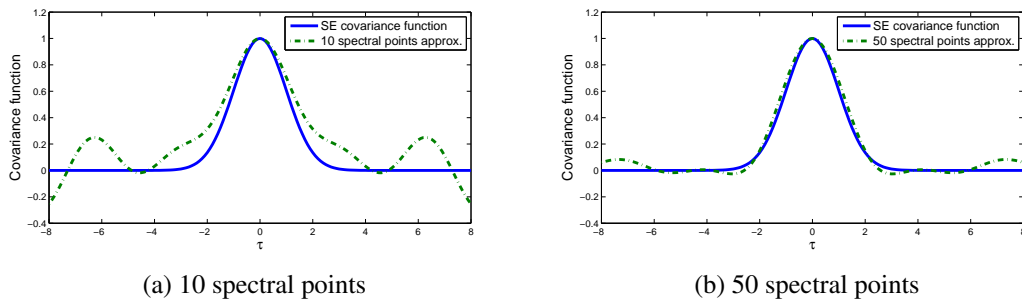 1.2
1
0.8
0.6
0.4
0.2
0
−0.2
−0.4
−8 −6 −4 −2 0 2 4 6 8
τ
Covariance function
SE covariance function
10 spectral points approx.
(a) 10 spectral points
1.2
1
0.8
0.6
0.4
0.2
0
−0.2
−0.4
−8 −6 −4 −2 0 2 4 6 8
τ
Covariance function
SE covariance function
50 spectral points approx.
(b) 50 spectral points